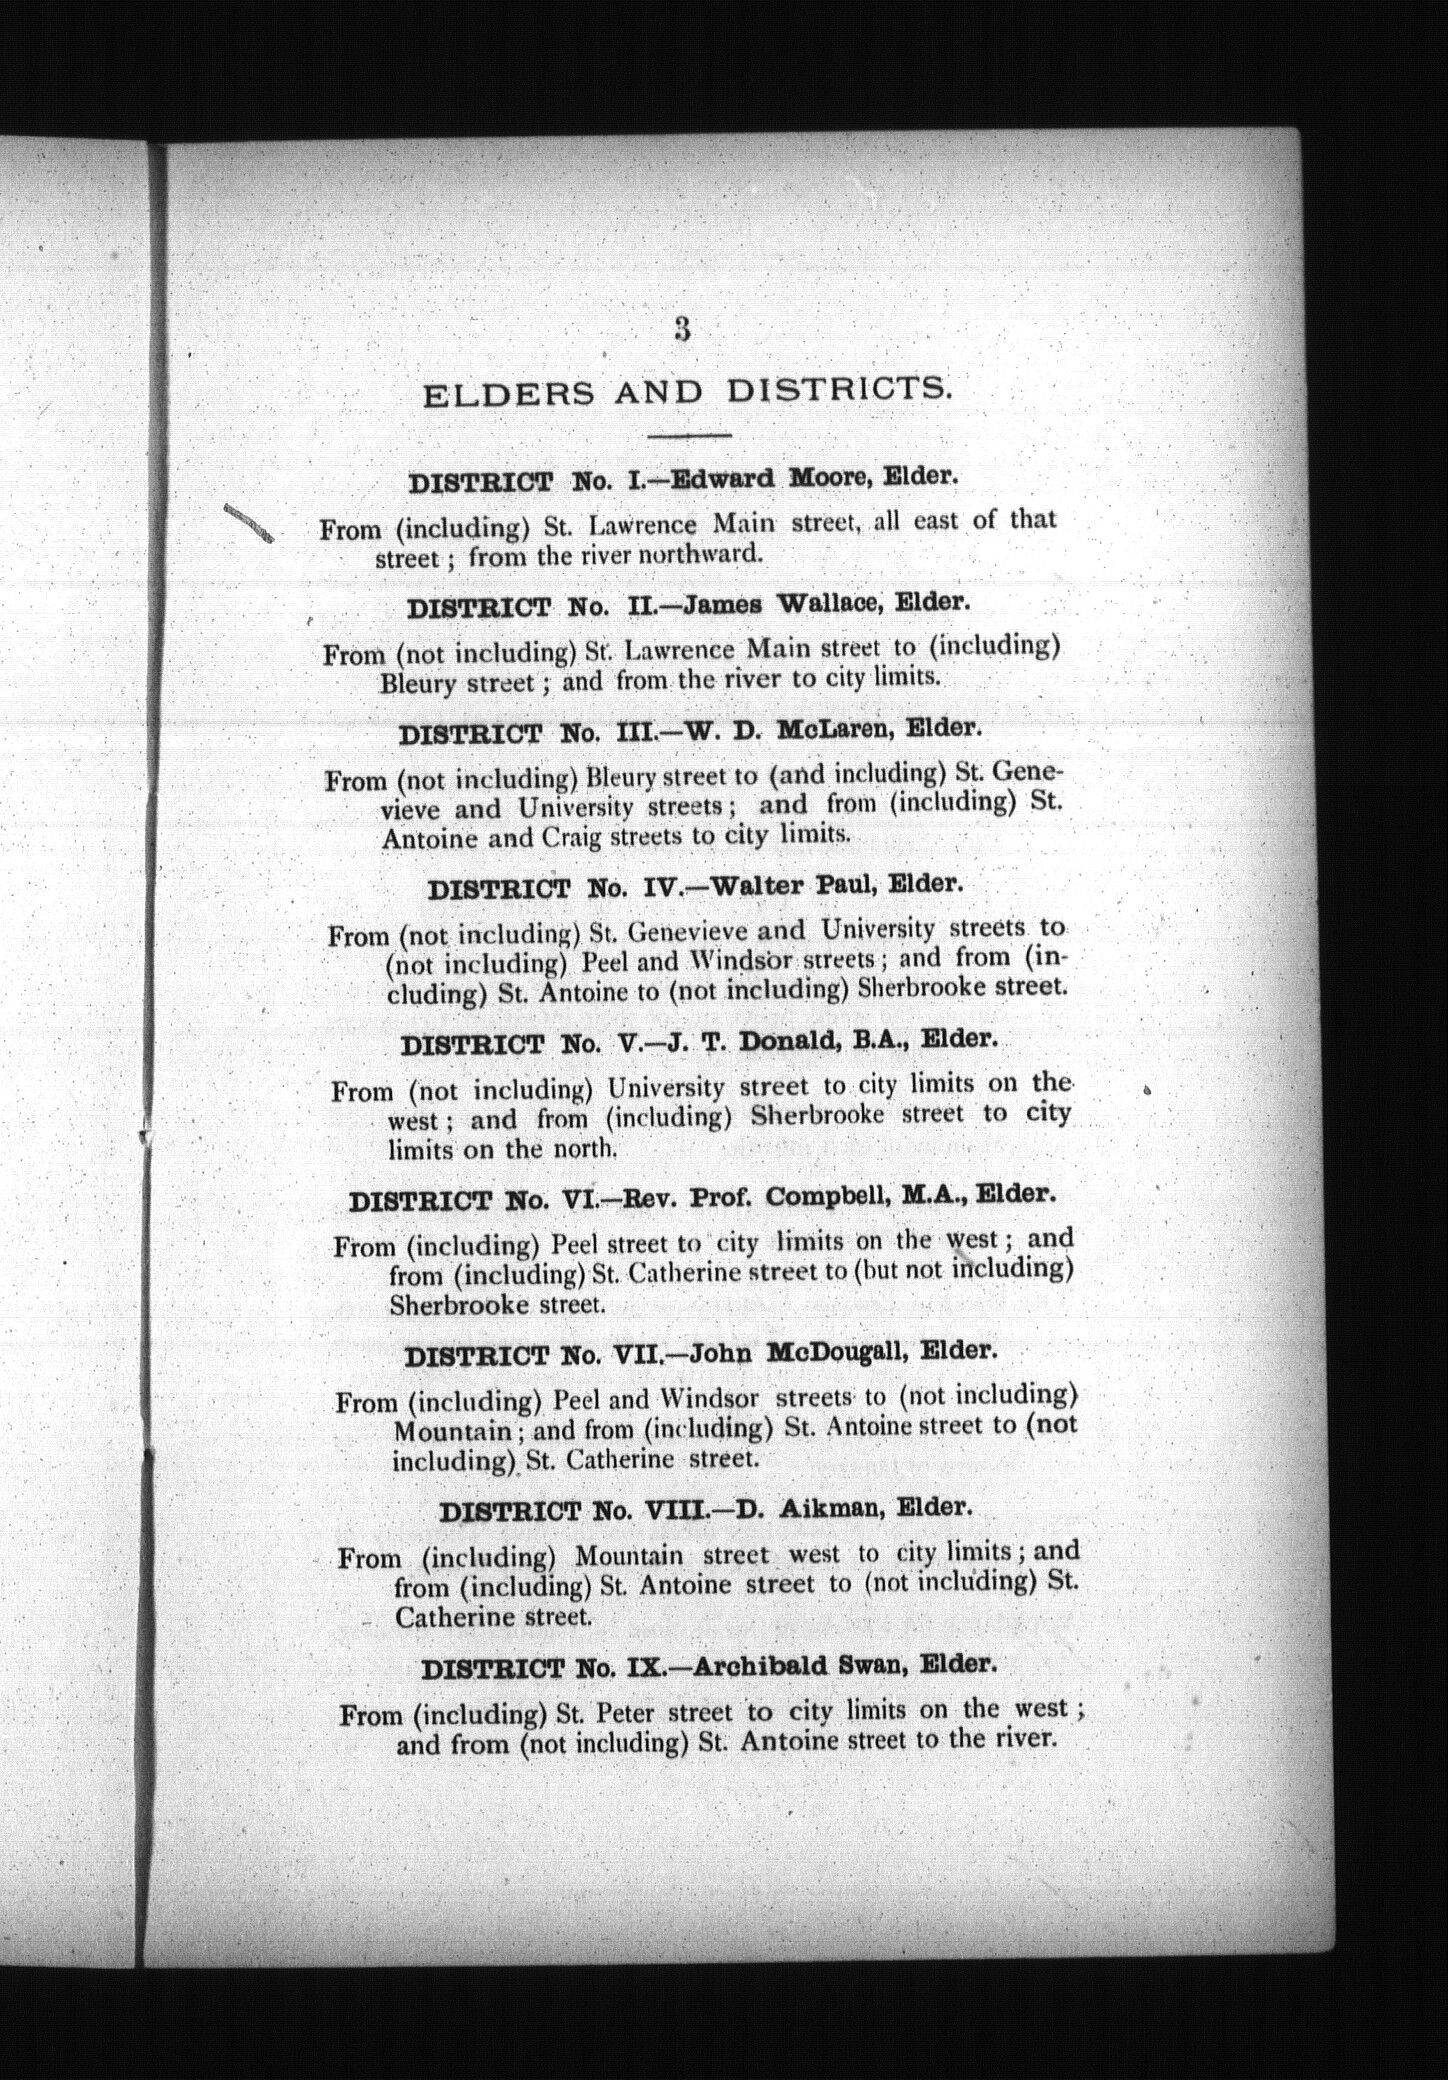 3
ELDERS AND DISTRICTS.
DISTRICT No. I.—Edward Moore, Elder.
From (including) St. Lawrence Main street, all east of that
street ; from the river northward.
DISTRICT No. II.—James Wallace, Elder.
From (not including) St. Lawrence Main street to (including)
Bleury street ; and from the river to city limits.
DISTRICT No. III.—W. D. McLaren, Elder.
From (not including) Bleury street to (and including) St. Gene-
vieve and University streets ; and from (including) St.
Antoine and Craig streets to city limits.
DISTRICT No. IV.—Walter Paul, Elder.
From (not including) St. Genevieve and University streets to
(not including) Peel and Windsor streets ; and from (in-
cluding) St. Antoine to (not including) Sherbrooke street.
DISTRICT No. V.—J. T. Donald, B.A., Elder.
From (not including) University street to city limits on the
west ; and from (including) Sherbrooke street to city
limits on the north.
DISTRICT No. VI.—Rev. Prof. Compbell, M.A., Elder.
From (including) Peel street to city limits on the west ; and
from (including) St. Catherine street to (but not including)
Sherbrooke street.
DISTRICT No. VII.—John McDougall, Elder.
From (including) Peel and Windsor streets to (not including)
Mountain ; and from (including) St. Antoine street to (not
including) St. Catherine street.
DISTRICT No. VIII.—D. Aikman, Elder.
From (including) Mountain street west to city limits ; and
from (including) St. Antoine street to (not including) St.
Catherine street.
DISTRICT No. IX.—Archibald Swan, Elder.
From (including) St. Peter street to city limits on the west ;
and from (not including) St. Antoine street to the river.